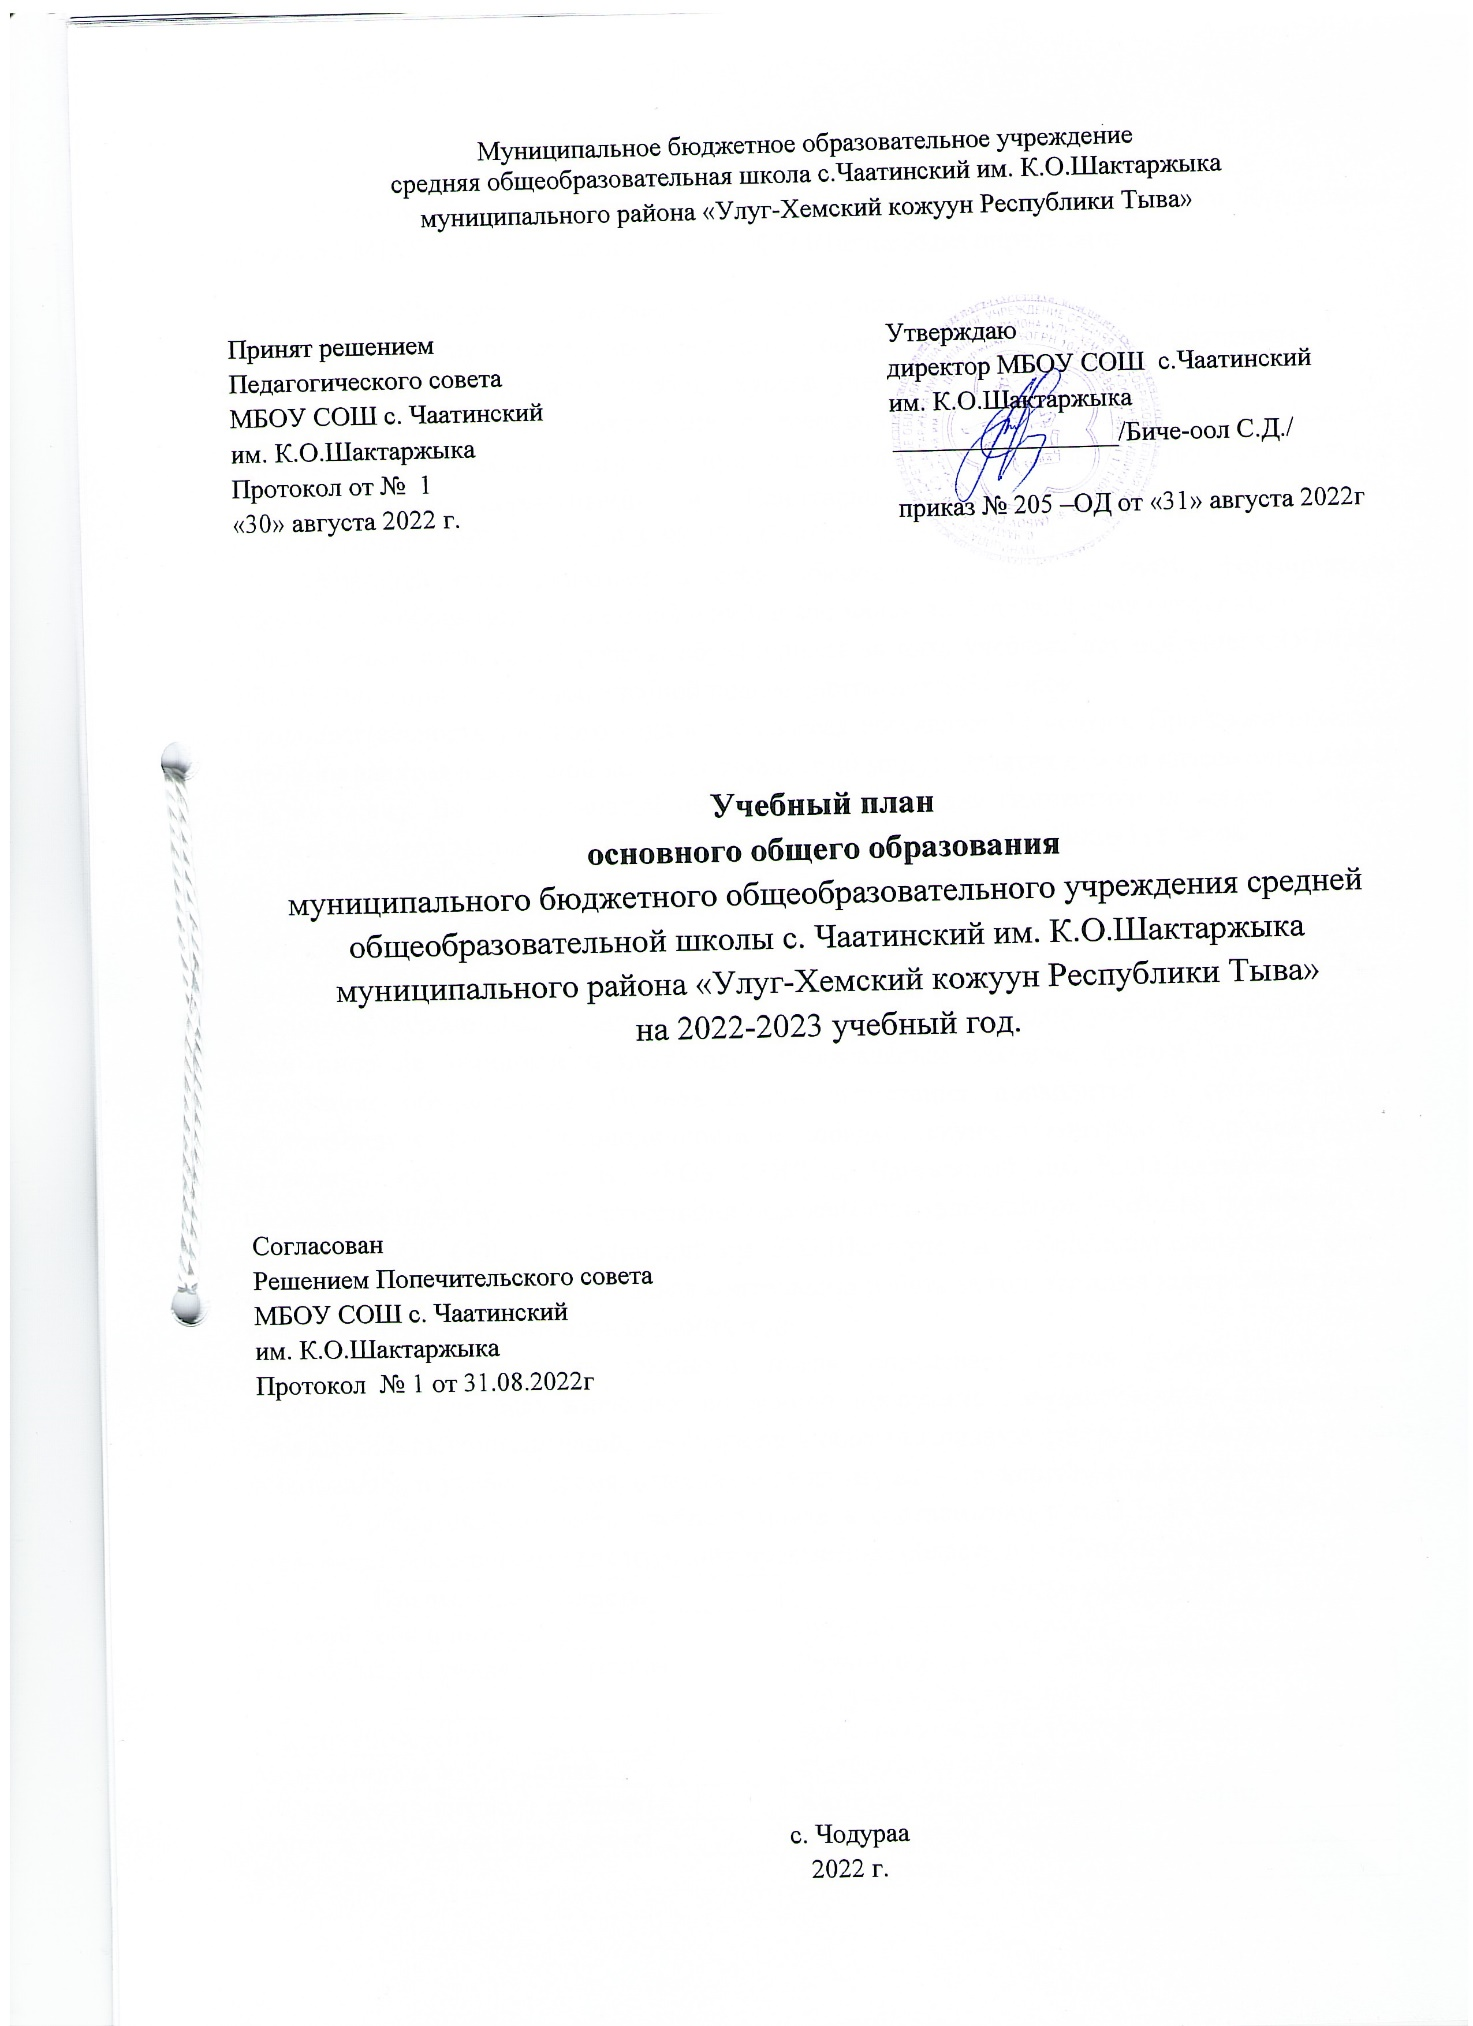 Муниципальное бюджетное образовательное учреждение
средняя общеобразовательная школа с.Чаатинский им. К.О.Шактаржыка
муниципального района «Улуг-Хемский кожуун Республики Тыва»
Принят решением
Педагогического совета
МБОУ СОШ с. Чаатинский
им. К.О.Шактаржыка
Протокол от № 1
«30» августа 2022 г.
Утверждаю
директор МБОУ СОШ с.Чаатинский
им. К.О.Шактаржыка
/Биче-оол С.Д./
приказ № 205 –ОД от «31» августа 2022г
Учебный план
основного общего образования
муниципального бюджетного общеобразовательного учреждения средней
общеобразовательной школы с. Чаатинский им. К.О.Шактаржыка
муниципального района «Улуг-Хемский кожуун Республики Тыва»
на 2022-2023 учебный год.
Согласован
Решением Попечительского совета
МБОУ СОШ с. Чаатинский
им. К.О.Шактаржыка
Протокол № 1 от 31.08.2022г
с. Чодураа
2022 г.